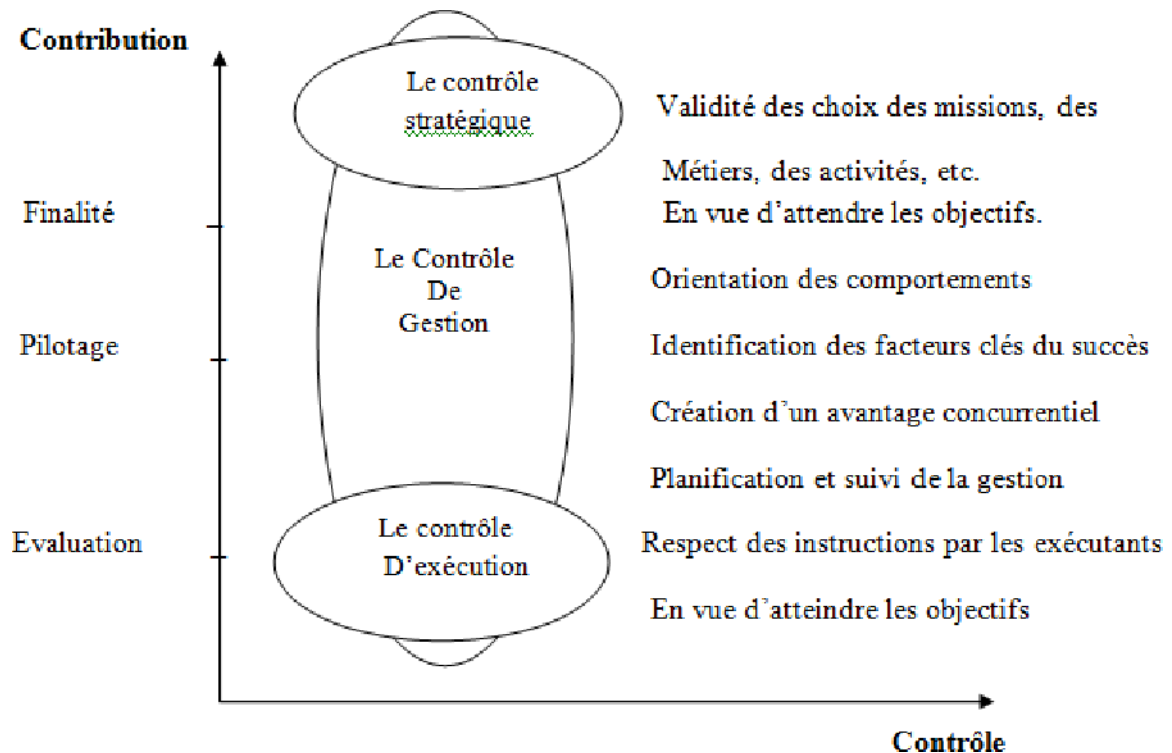 Contribution
Le contrôle
stratégique
Validité des choix des missions, des
Métiers, des activités, etc.
Finalité
En vue d’attendre les objectifs.
Le Contrôle
De
Gestion
Orientation des comportements
Pilotage
Identification des facteurs clés du succès
Création d’un avantage concurrentiel
Planification et suivi de la gestion
Evaluation
Le contrôle
D’exécution
Respect des instructions par les exécutants
En vue d’atteindre les objectifs
Contrôle